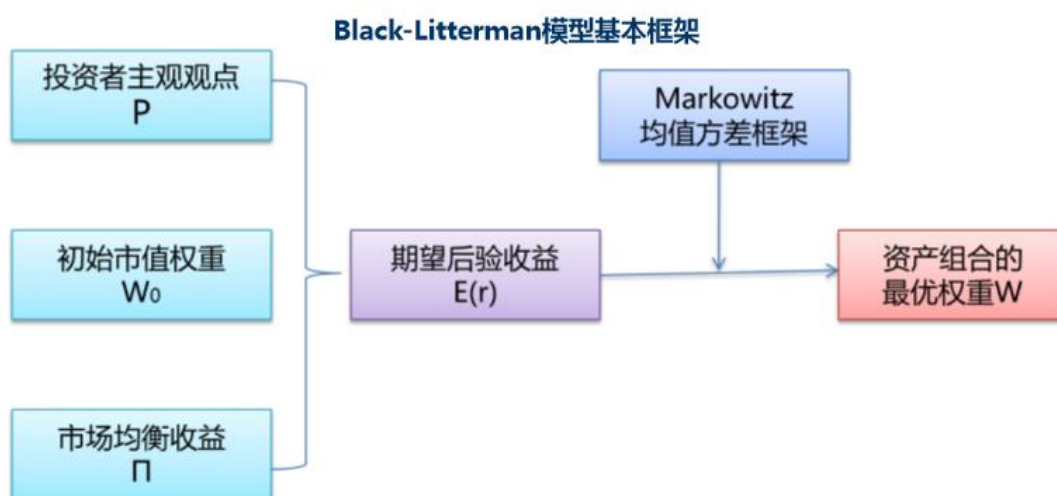 Black-Litterman模型基本框架
投资者主观观点
P
Markowitz
均值方差框架
初始市值权重
W₀
期望后验收益
E(r)
资产组合的
最优权重W
市场均衡收益
Π